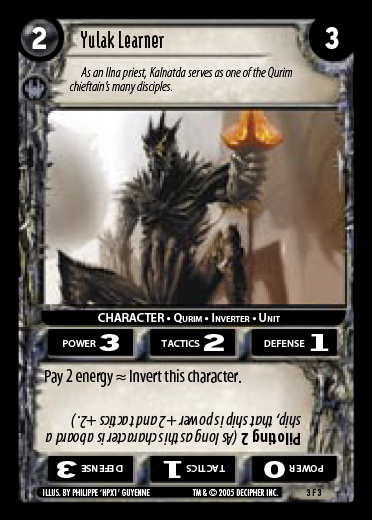 2
Yulak Learner
3
As an Ilna priest, Kalnatda serves as one of the Qurim
chieftain's many disciples.
CHARACTER • QURIM • INVERTER • UNIT
POWER 3 TACTICS 2 DEFENSE 1
Pay 2 energy ≈ Invert this character.
POWER 0 TACTICS 1 DEFENSE 3
Piloting 2 (As long as this character is aboard a
ship, that ship is power +2 and tactics +2.)
ILLUS. BY PHILIPPE 'HPX1' GUYENNE TM & © 2005 DECIPHER INC. 3 F 3